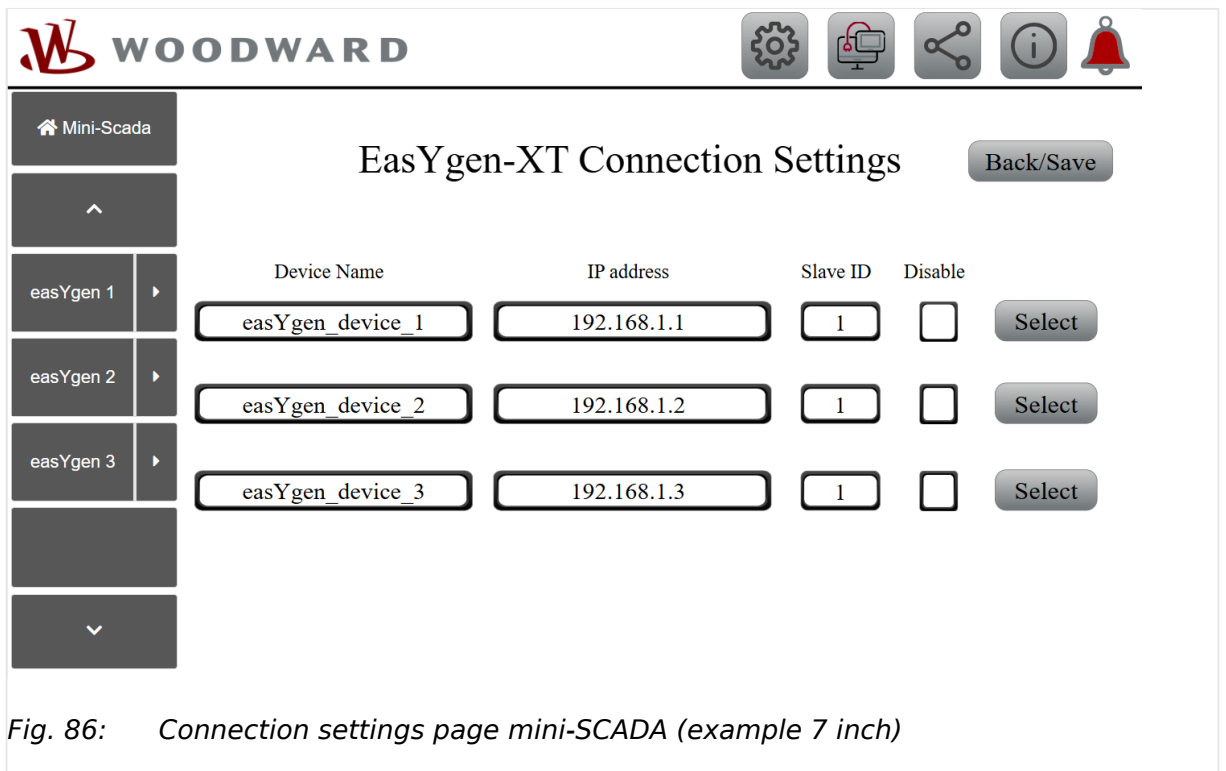 WOODWARD
Mini-Scada
EasYgen-XT Connection Settings
Back/Save
Device Name IP address Slave ID Disable
easYgen 1
easYgen_device_1 192.168.1.1 1 Select
easYgen 2
easYgen_device_2 192.168.1.2 1 Select
easYgen 3
easYgen_device_3 192.168.1.3 1 Select
Fig. 86: Connection settings page mini-SCADA (example 7 inch)